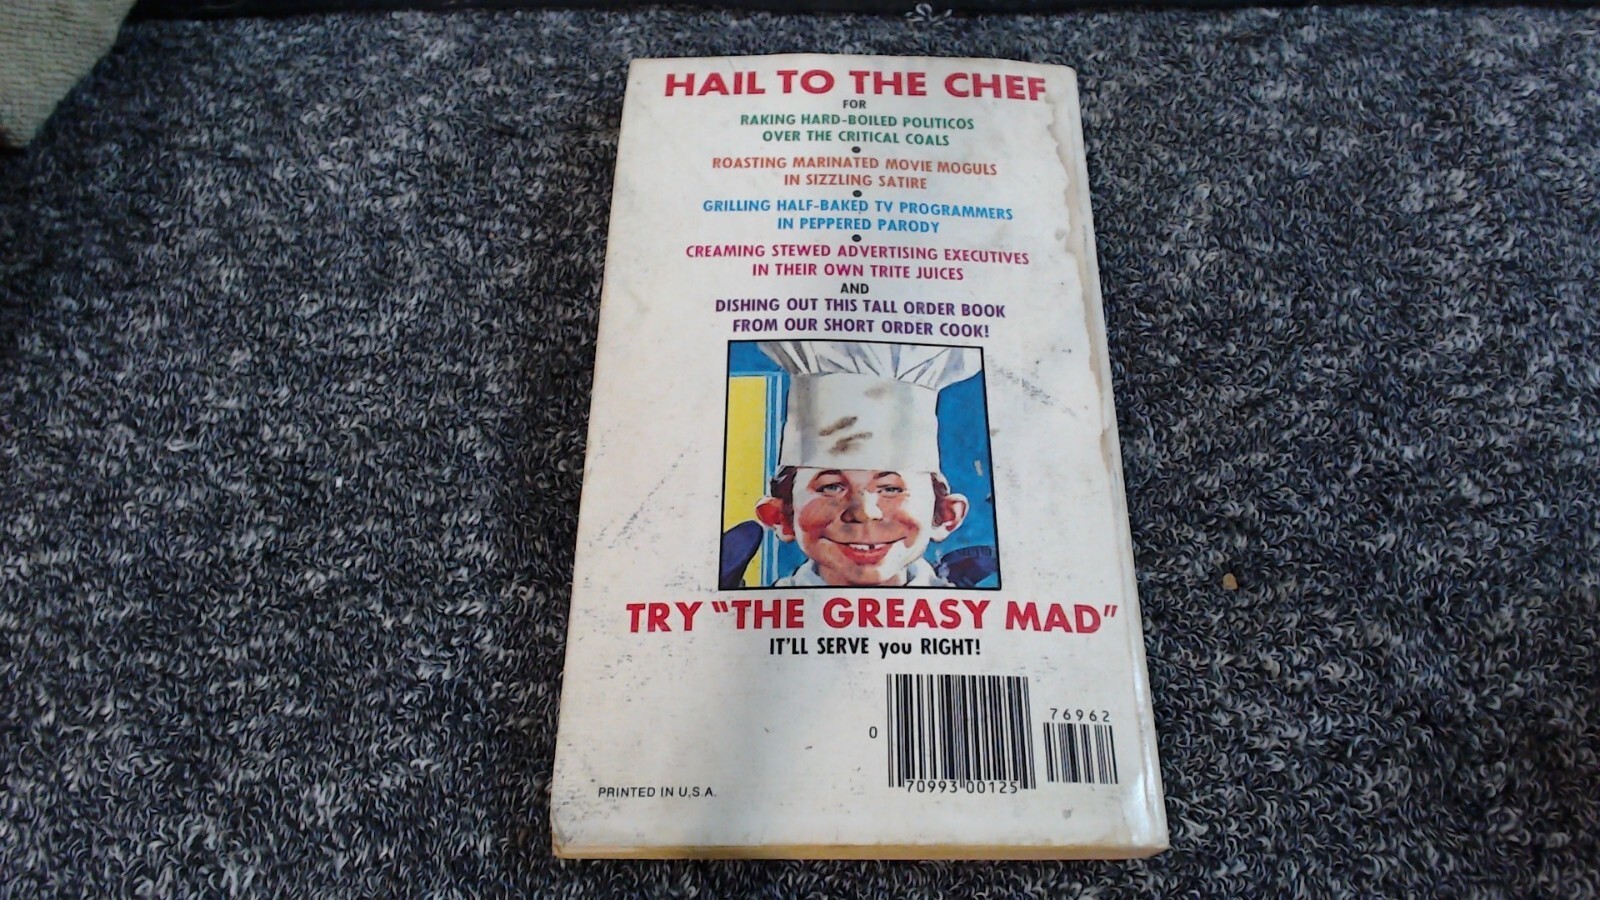 HAIL TO THE CHEF
FOR
RAKING HARD-BOILED POLITICOS
OVER THE CRITICAL COALS
•
ROASTING MARINATED MOVIE MOGULS
IN SIZZLING SATIRE
•
GRILLING HALF-BAKED TV PROGRAMMERS
IN PEPPERED PARODY
•
CREAMING STEWED ADVERTISING EXECUTIVES
IN THEIR OWN TRITE JUICES
AND
DISHING OUT THIS TALL ORDER BOOK
FROM OUR SHORT ORDER COOK!
TRY "THE GREASY MAD"
IT'LL SERVE you RIGHT!
76962
0
70993 00125
PRINTED IN U.S.A.